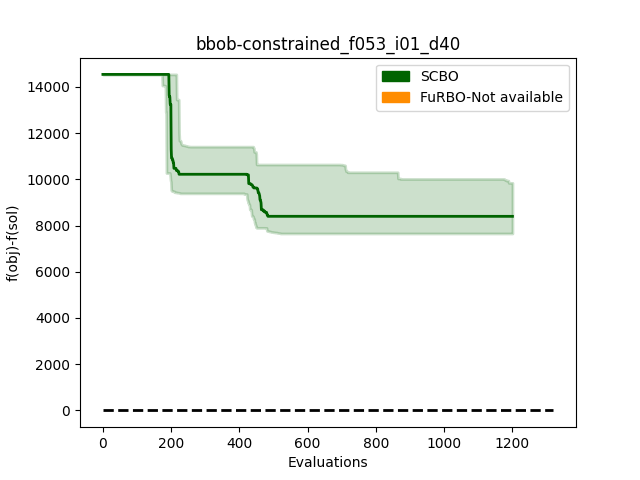 bbob-constrained_f053_i01_d40
SCBO
FuRBO-Not available
f(obj)-f(sol)
14000
12000
10000
8000
6000
4000
2000
0
0 200 400 600 800 1000 1200
Evaluations